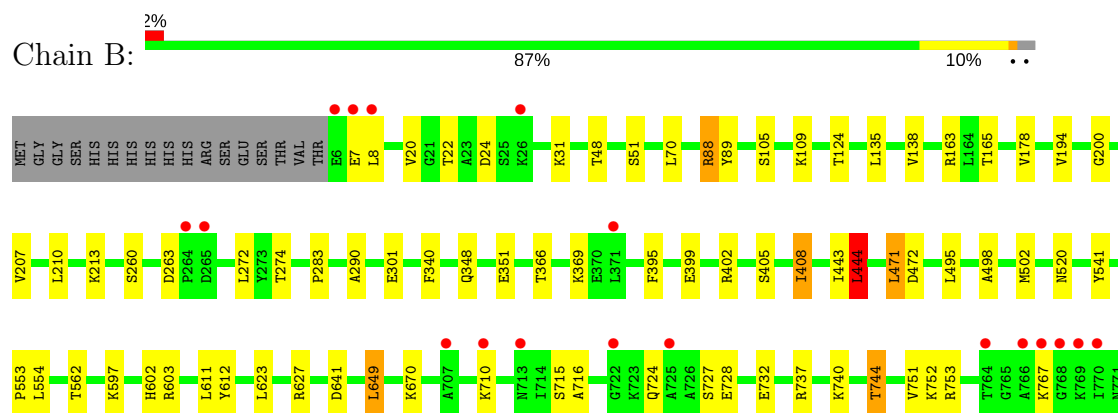 2%
Chain B:
87% 10% • •
MET GLY GLY SER HIS HIS HIS HIS HIS HIS ARG SER GLU SER THR VAL THR E6 E7 L8 V20 G21 T22 A23 D24 S25 K26 K31 T48 S51 L70 R88 Y89 S105 K109 T124 L135 V138 R163 L164 T165 V178 V194 G200
V207 L210 K213 S260 D263 P264 D265 L272 Y273 T274 P283 A290 E301 F340 Q348 E351 T366 K369 E370 L371 F395 E399 R402 S405 I408 I443 L444 L471 D472 L495 A498 M502 N520 Y541
P553 L554 T562 K597 H602 R603 L611 Y612 L623 R627 D641 L649 K670 A707 K710 N713 I714 S715 A716 G722 K723 Q724 A725 A726 S727 E728 E732 R737 K740 T744 V751 K752 R753 T764 G765 A766 K767 G768 K769 I770